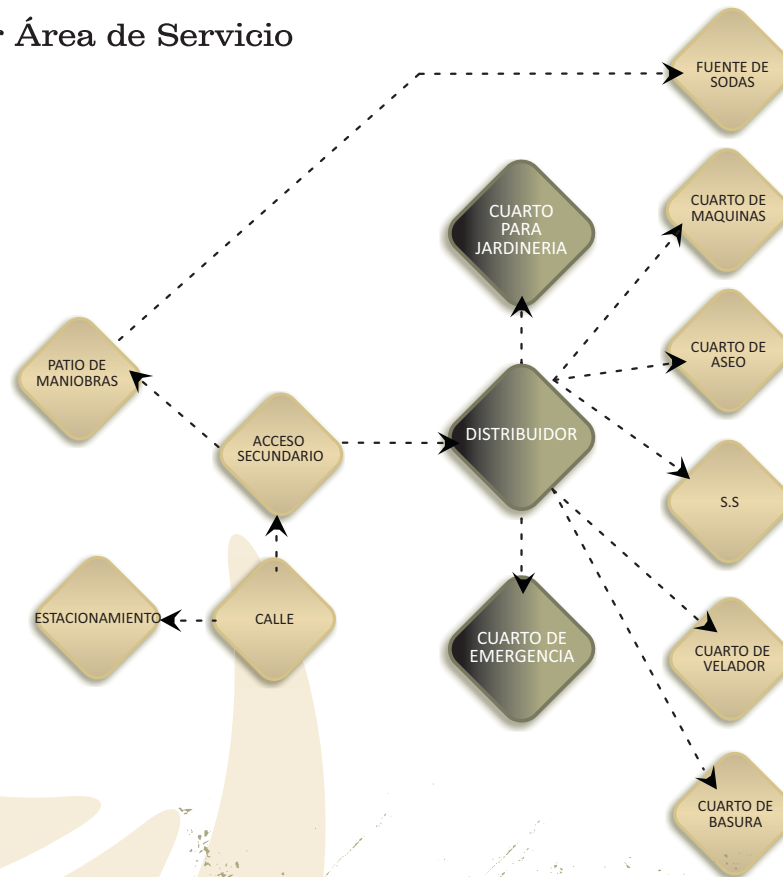 r Área de Servicio
FUENTE DE
SODAS
CUARTO DE
MAQUINAS
CUARTO
PARA
JARDINERIA
CUARTO DE
ASEO
PATIO DE
MANIOBRAS
ACCESO
SECUNDARIO
DISTRIBUIDOR
S.S
ESTACIONAMIENTO
CALLE
CUARTO DE
EMERGENCIA
CUARTO DE
VELADOR
CUARTO DE
BASURA